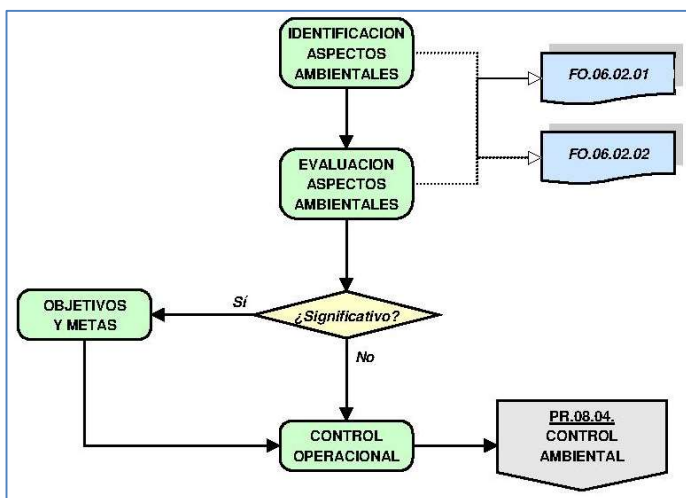 IDENTIFICACION
ASPECTOS
AMBIENTALES
FO.06.02.01
FO.06.02.02
EVALUACION
ASPECTOS
AMBIENTALES
¿Significativo?
Sí
OBJETIVOS
Y METAS
No
CONTROL
OPERACIONAL
PR.08.04.
CONTROL
AMBIENTAL